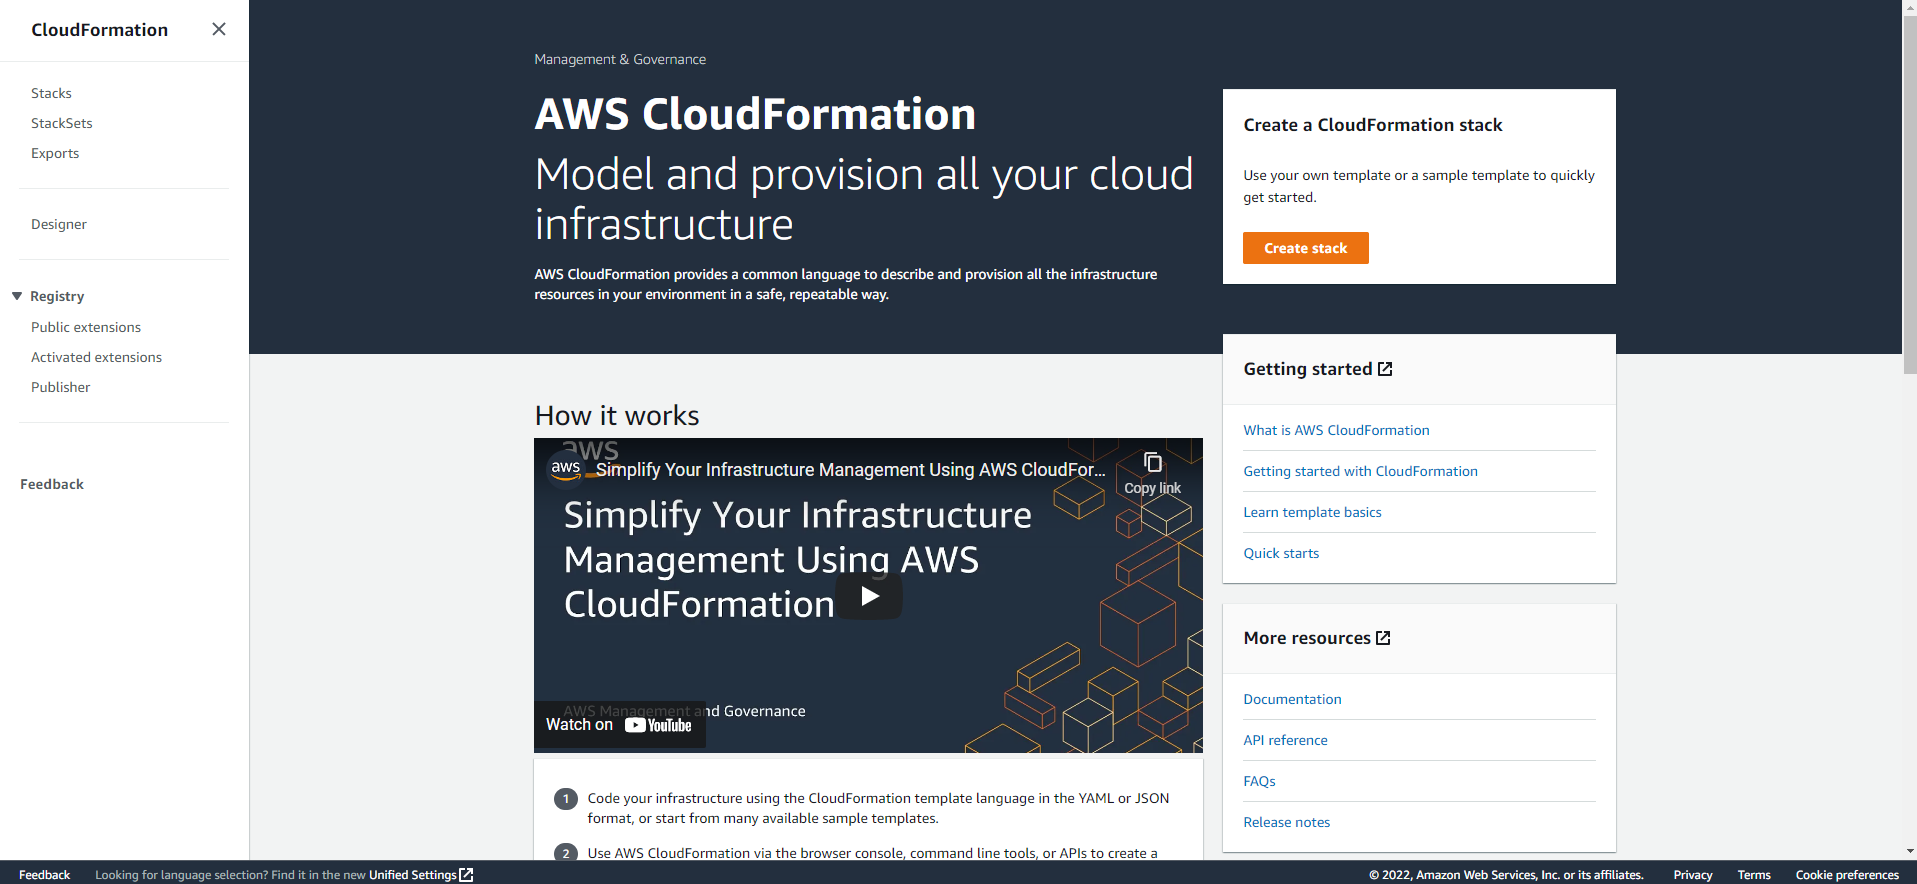 CloudFormation
Stacks
StackSets
Exports
Designer
Registry
Public extensions
Activated extensions
Publisher
Feedback
Management & Governance
AWS CloudFormation
Model and provision all your cloud
infrastructure
AWS CloudFormation provides a common language to describe and provision all the infrastructure
resources in your environment in a safe, repeatable way.
Create a CloudFormation stack
Use your own template or a sample template to quickly
get started.
Create stack
How it works
aws
aws
Simplify Your Infrastructure Management Using AWS CloudFor...
Copy link
Simplify Your Infrastructure
Management Using AWS
CloudFormation
AWS Management and Governance
Watch on YouTube
1 Code your infrastructure using the CloudFormation template language in the YAML or JSON
format, or start from many available sample templates.
2 Use AWS CloudFormation via the browser console, command line tools, or APIs to create a
Getting started
What is AWS CloudFormation
Getting started with CloudFormation
Learn template basics
Quick starts
More resources
Documentation
API reference
FAQs
Release notes
Feedback
Looking for language selection? Find it in the new Unified Settings
© 2022, Amazon Web Services, Inc. or its affiliates.
Privacy
Terms
Cookie preferences